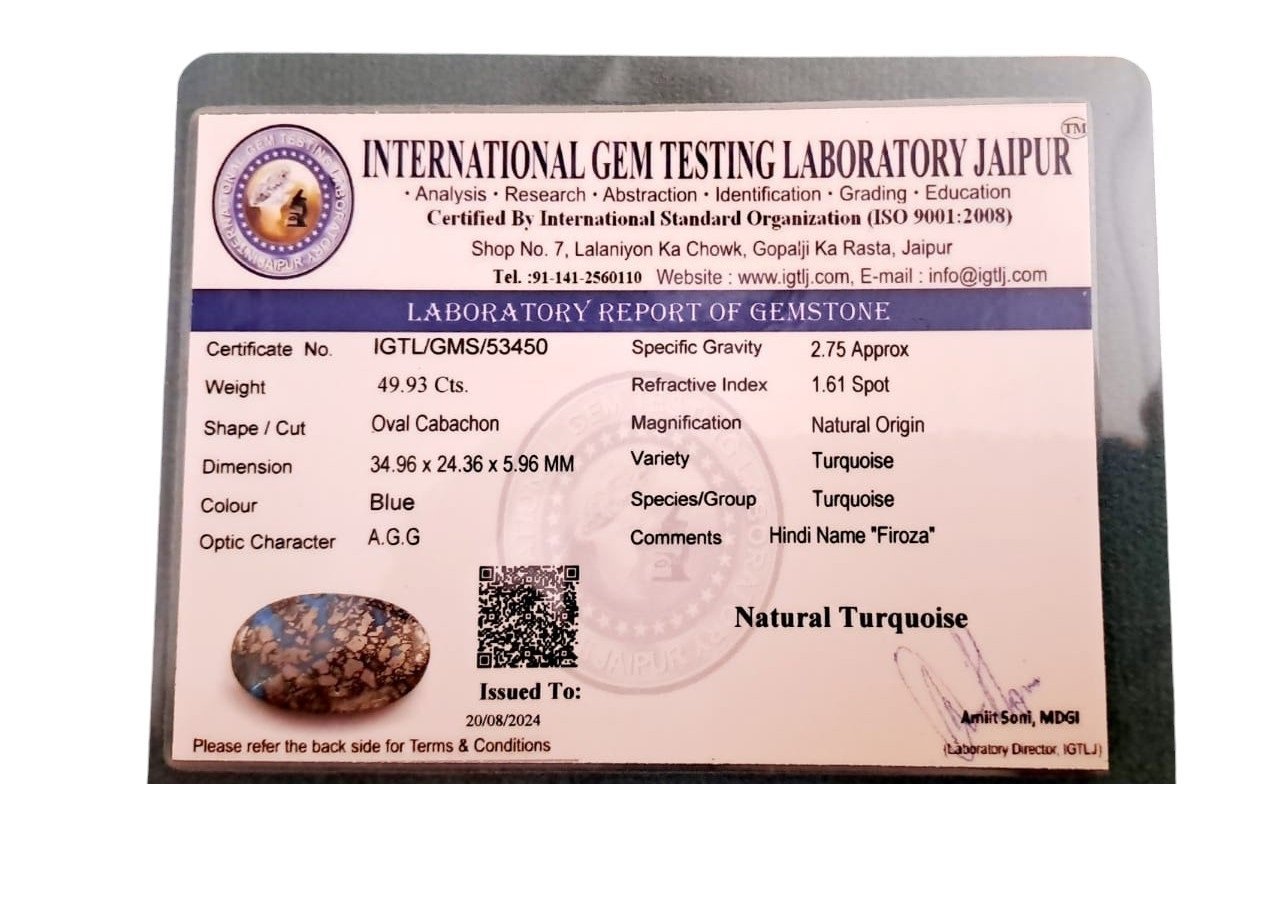 INTERNATIONAL GEM TESTING LABORATORY JAIPUR TM
· Analysis · Research · Abstraction · Identification · Grading · Education
Certified By International Standard Organization (ISO 9001:2008)
Shop No. 7, Lalaniyon Ka Chowk, Gopalji Ka Rasta, Jaipur
Tel. :91-141-2560110 Website : www.igtlj.com, E-mail : info@igtlj.com
LABORATORY REPORT OF GEMSTONE
Certificate No. IGTL/GMS/53450 Specific Gravity 2.75 Approx
Weight 49.93 Cts. Refractive Index 1.61 Spot
Shape / Cut Oval Cabachon Magnification Natural Origin
Dimension 34.96 x 24.36 x 5.96 MM Variety Turquoise
Colour Blue Species/Group Turquoise
Optic Character A.G.G Comments Hindi Name "Firoza"
Natural Turquoise
Issued To:
20/08/2024
Amiit Soni, MDGI
Please refer the back side for Terms & Conditions
(Laboratory Director, IGTLJ)